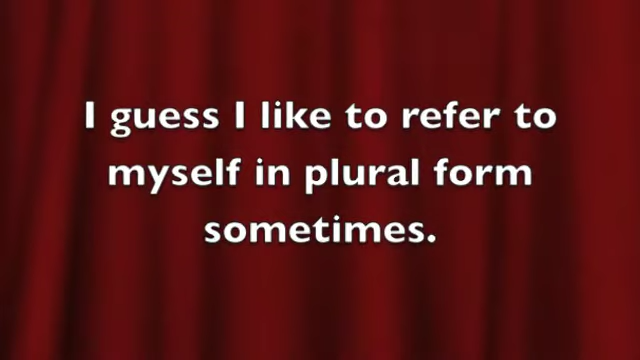 I guess I like to refer to
myself in plural form
sometimes.